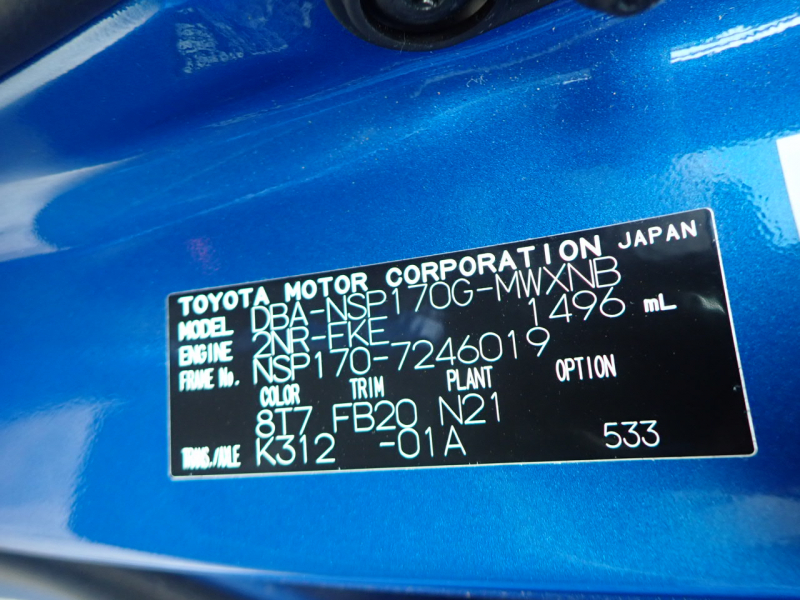 TOYOTA MOTOR CORPORATION JAPAN
MODEL DBA-NSP170G-MWXNB
ENGINE 2NR-FKE 1496 mL
FRAME No. NSP170-7246019
COLOR TRIM PLANT OPTION
8T7 FB20 N21
TRANS./AXLE K312 -01A 533